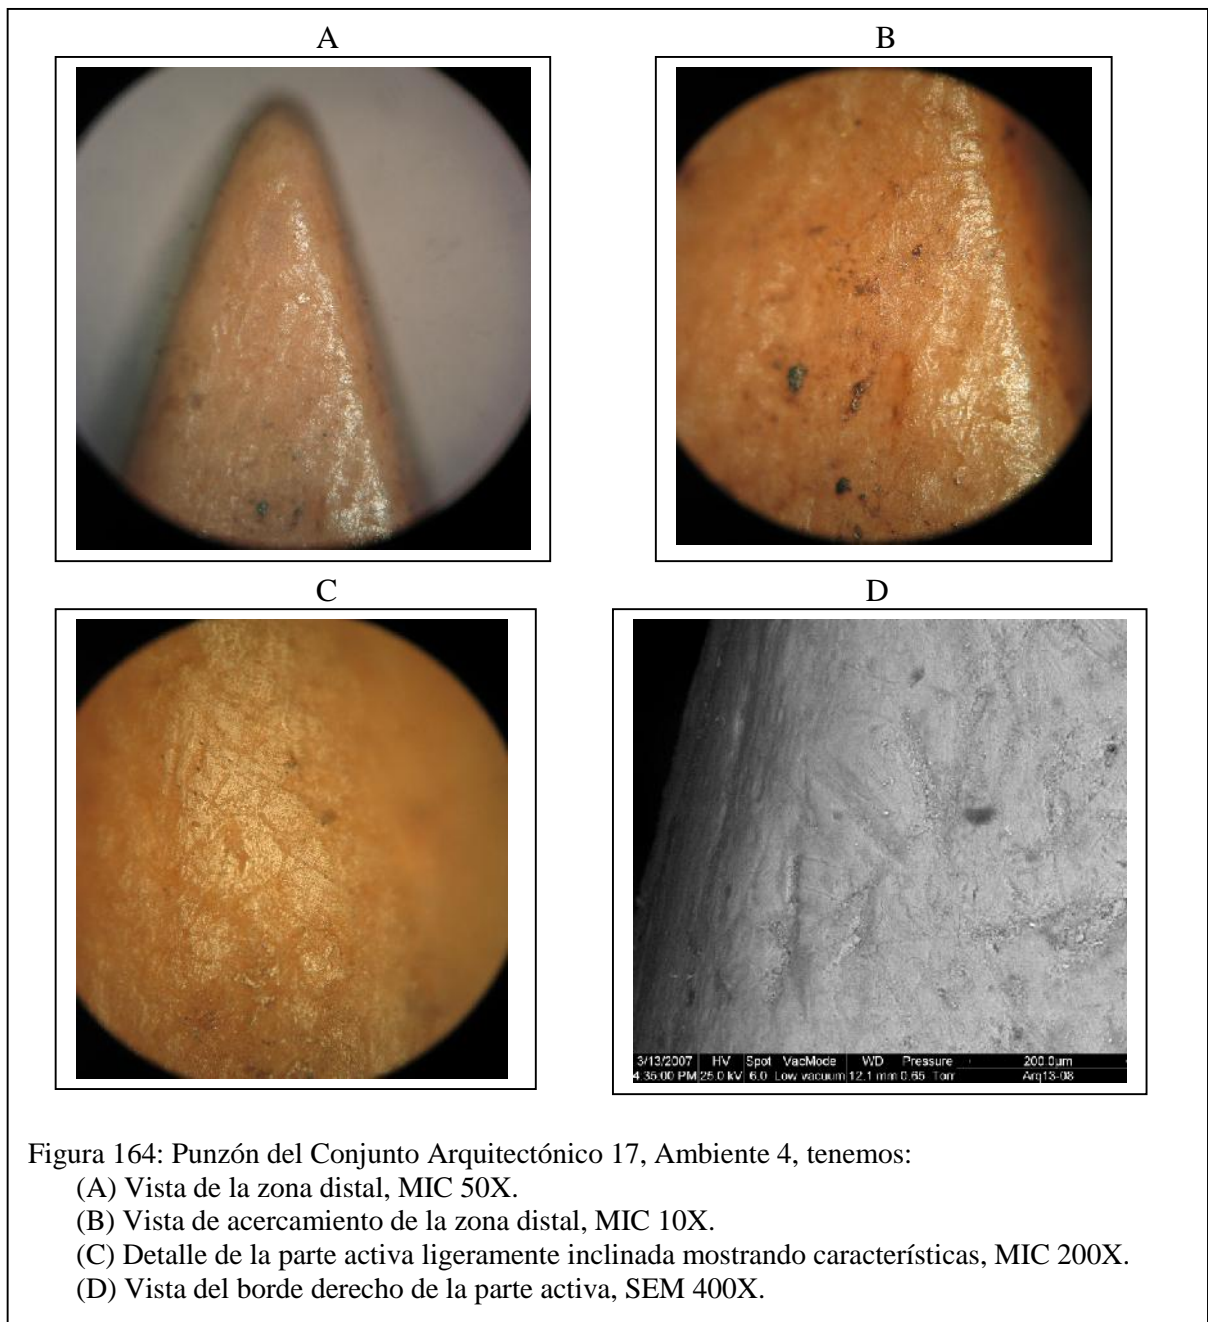 A
B
C
D
3/13/2007 HV Spot VacMode WD Pressure 200.0µm
4:35:00 PM 25.0 kV 6.0 Low vacuum 12.1 mm 0.65 Torr Arq13-08
Figura 164: Punzón del Conjunto Arquitectónico 17, Ambiente 4, tenemos:
(A) Vista de la zona distal, MIC 50X.
(B) Vista de acercamiento de la zona distal, MIC 10X.
(C) Detalle de la parte activa ligeramente inclinada mostrando características, MIC 200X.
(D) Vista del borde derecho de la parte activa, SEM 400X.